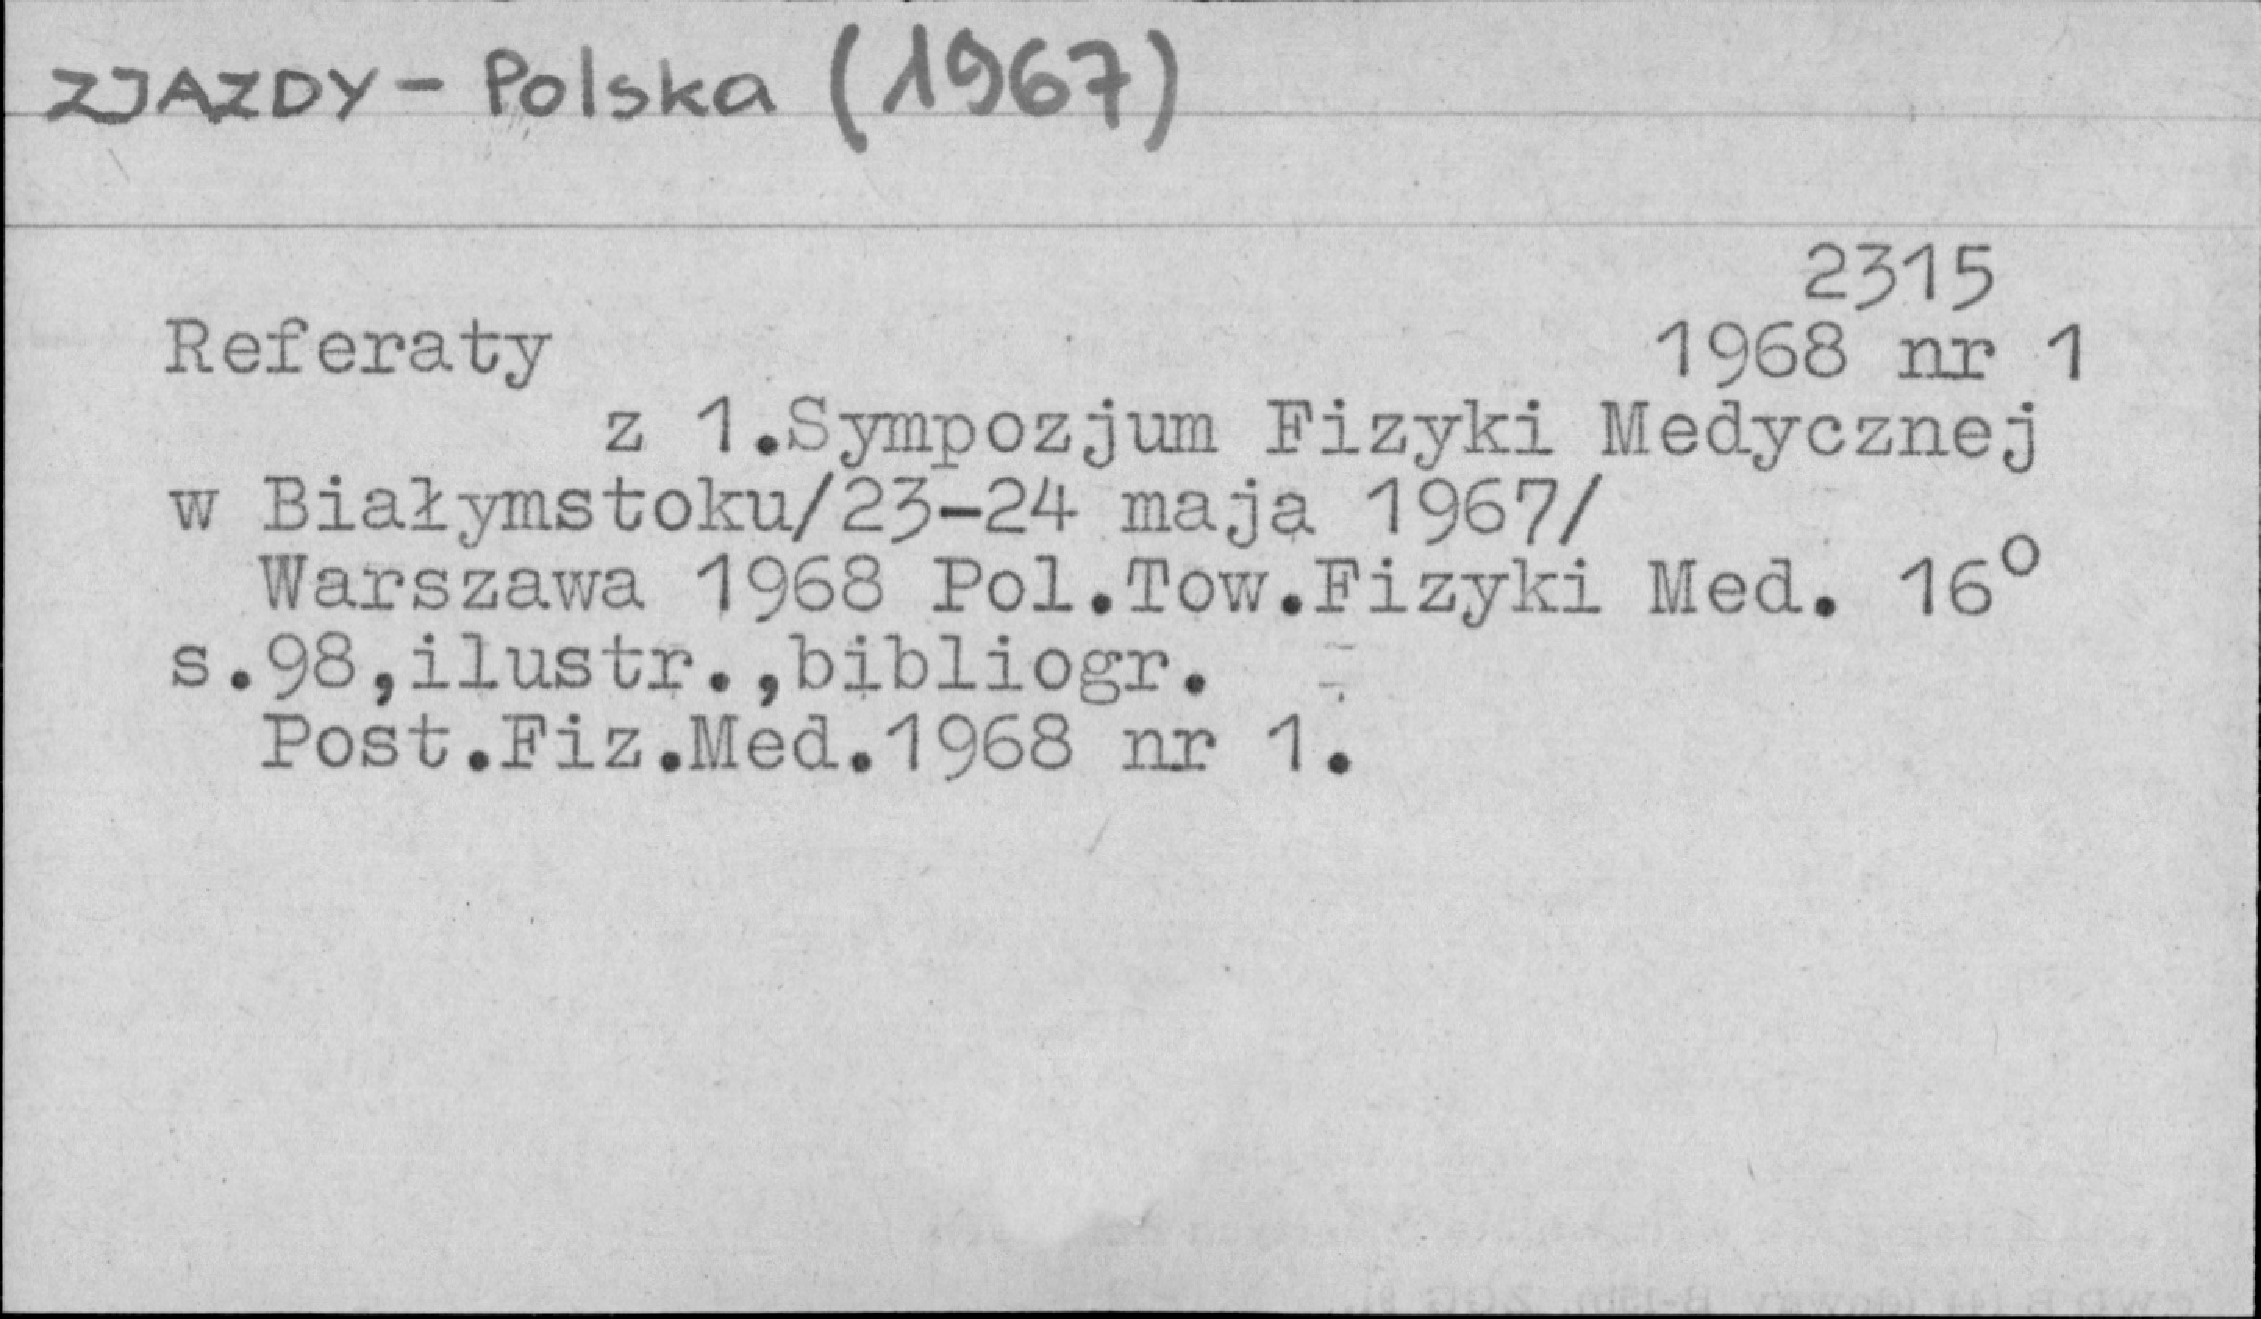 ZJAZDY - Polska (1967)
2315
Referaty 1968 nr 1
z 1.Sympozjum Fizyki Medycznej
w Białymstoku/23-24 maja 1967/
Warszawa 1968 Pol.Tow.Fizyki Med. 16°
s.98,ilustr.,bibliogr.
Post.Fiz.Med.1968 nr 1.